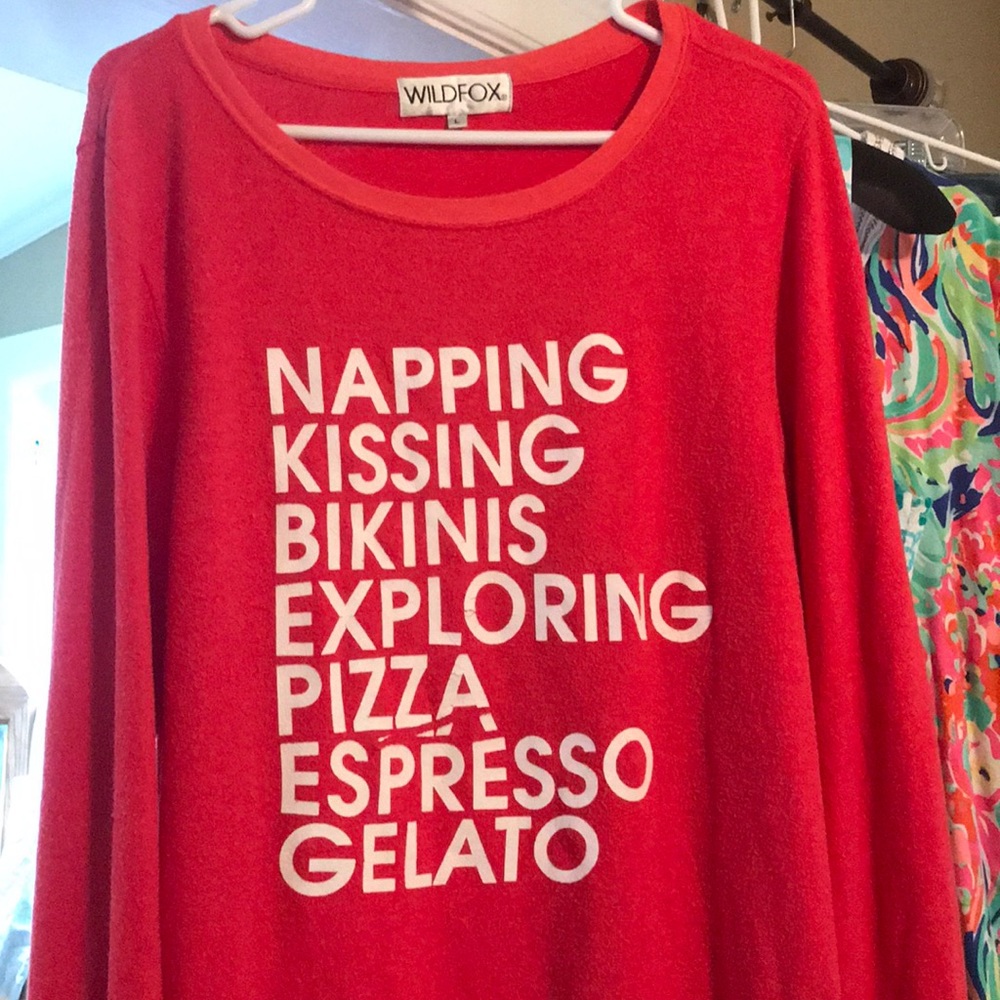 WILDFOX
L
NAPPING
KISSING
BIKINIS
EXPLORING
PIZZA
ESPRESSO
GELATO